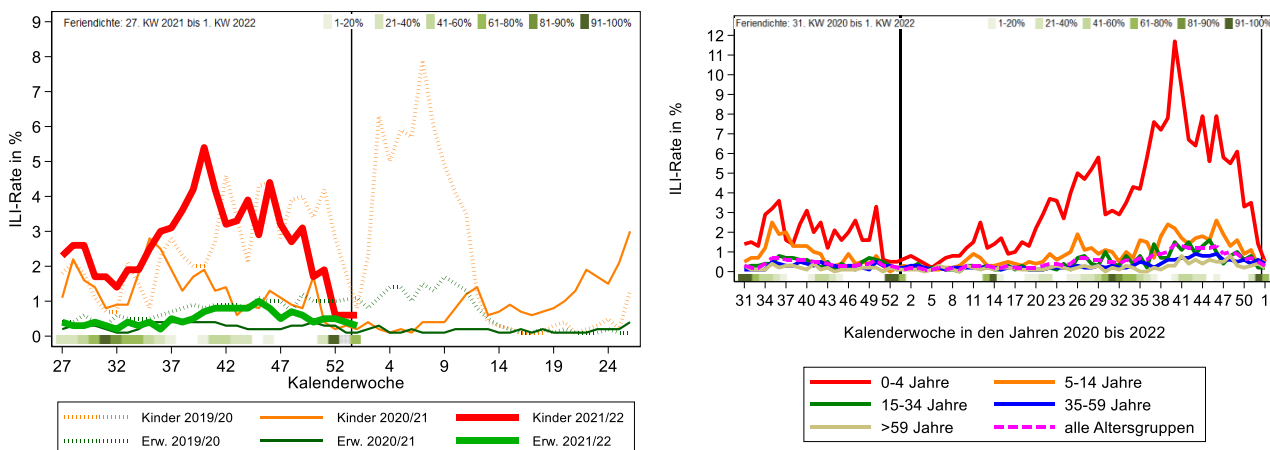 Feriendichte: 27. KW 2021 bis 1. KW 2022
1-20% 21-40% 41-60% 61-80% 81-90% 91-100%
ILI-Rate in %
9
8
7
6
5
4
3
2
1
0
27 32 37 42 47 52 4 9 14 19 24
Kalenderwoche
Kinder 2019/20 Kinder 2020/21 Kinder 2021/22
Erw. 2019/20 Erw. 2020/21 Erw. 2021/22
Feriendichte: 31. KW 2020 bis 1. KW 2022
1-20% 21-40% 41-60% 61-80% 81-90% 91-100%
ILI-Rate in %
12
11
10
9
8
7
6
5
4
3
2
1
0
31 34 37 40 43 46 49 52 2 5 8 11 14 17 20 23 26 29 32 35 38 41 44 47 50 1
Kalenderwoche in den Jahren 2020 bis 2022
0-4 Jahre 5-14 Jahre
15-34 Jahre 35-59 Jahre
>59 Jahre alle Altersgruppen